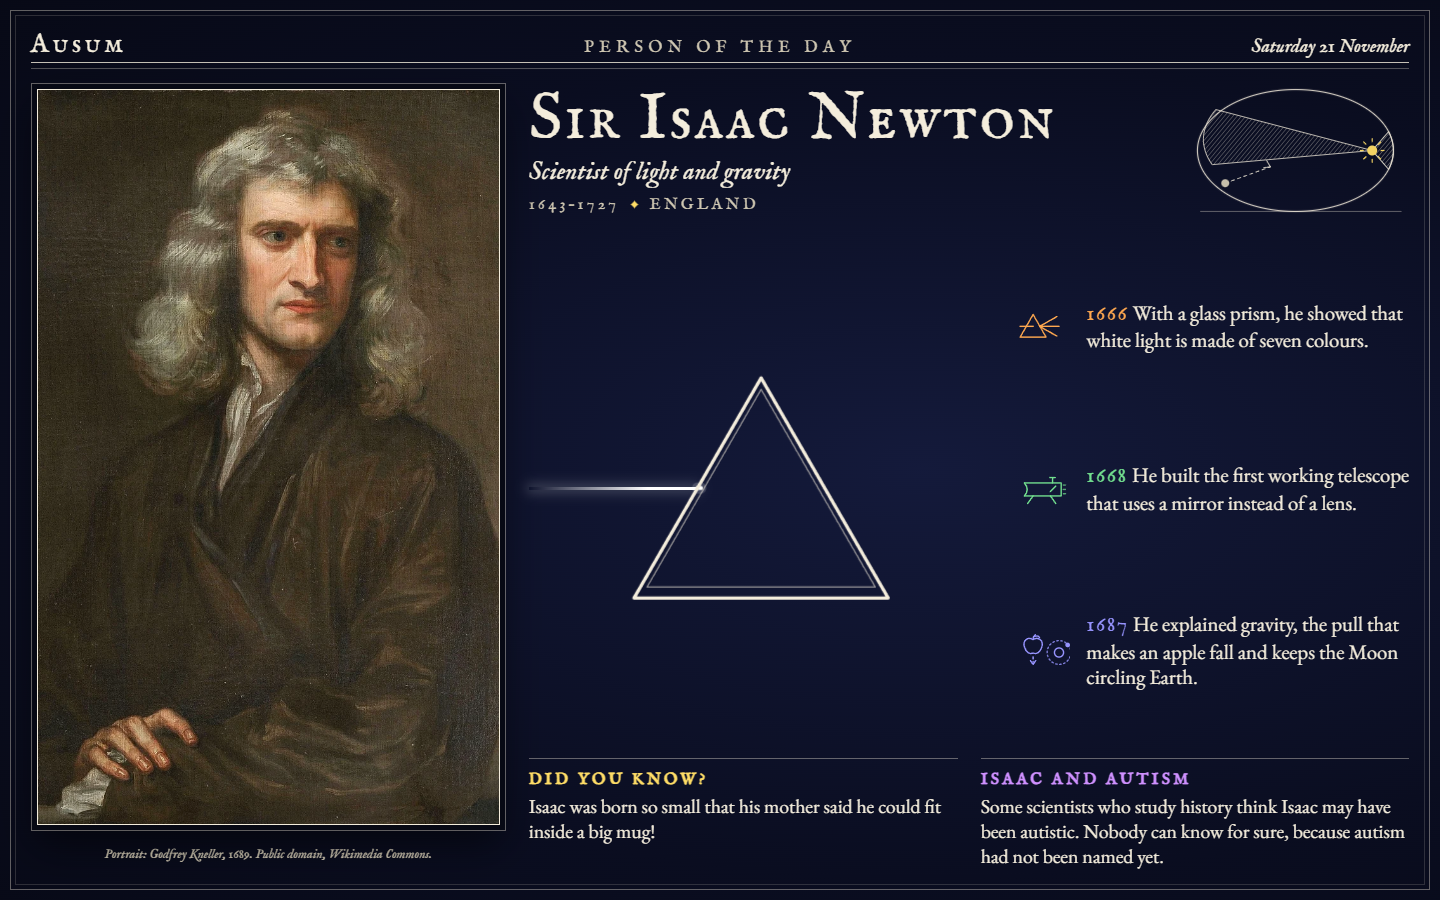 Ausum
PERSON OF THE DAY
Saturday 21 November
Sir Isaac Newton
Scientist of light and gravity
1643–1727 ✦ ENGLAND
1666 With a glass prism, he showed that
white light is made of seven colours.
1668 He built the first working telescope
that uses a mirror instead of a lens.
1687 He explained gravity, the pull that
makes an apple fall and keeps the Moon
circling Earth.
DID YOU KNOW?
Isaac was born so small that his mother said he could fit
inside a big mug!
ISAAC AND AUTISM
Some scientists who study history think Isaac may have
been autistic. Nobody can know for sure, because autism
had not been named yet.
Portrait: Godfrey Kneller, 1689. Public domain, Wikimedia Commons.